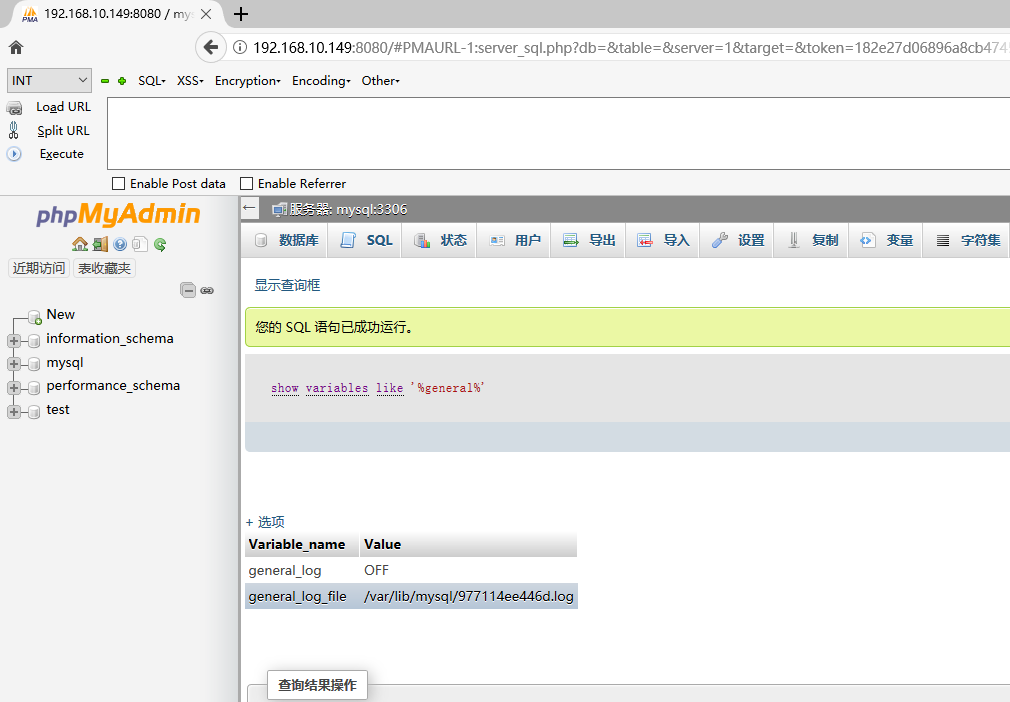 192.168.10.149:8080 / my
192.168.10.149:8080/#PMAURL-1:server_sql.php?db=&table=&server=1&target=&token=182e27d06896a8cb474
INT SQL XSS Encryption Encoding Other
Load URL
Split URL
Execute
Enable Post data Enable Referrer
phpMyAdmin
近期访问 表收藏夹
New
information_schema
mysql
performance_schema
test
服务器: mysql:3306
数据库 SQL 状态 用户 导出 导入 设置 复制 变量 字符集
显示查询框
您的 SQL 语句已成功运行。
show variables like '%general%'
+ 选项
Variable_name Value
general_log OFF
general_log_file /var/lib/mysql/977114ee446d.log
查询结果操作